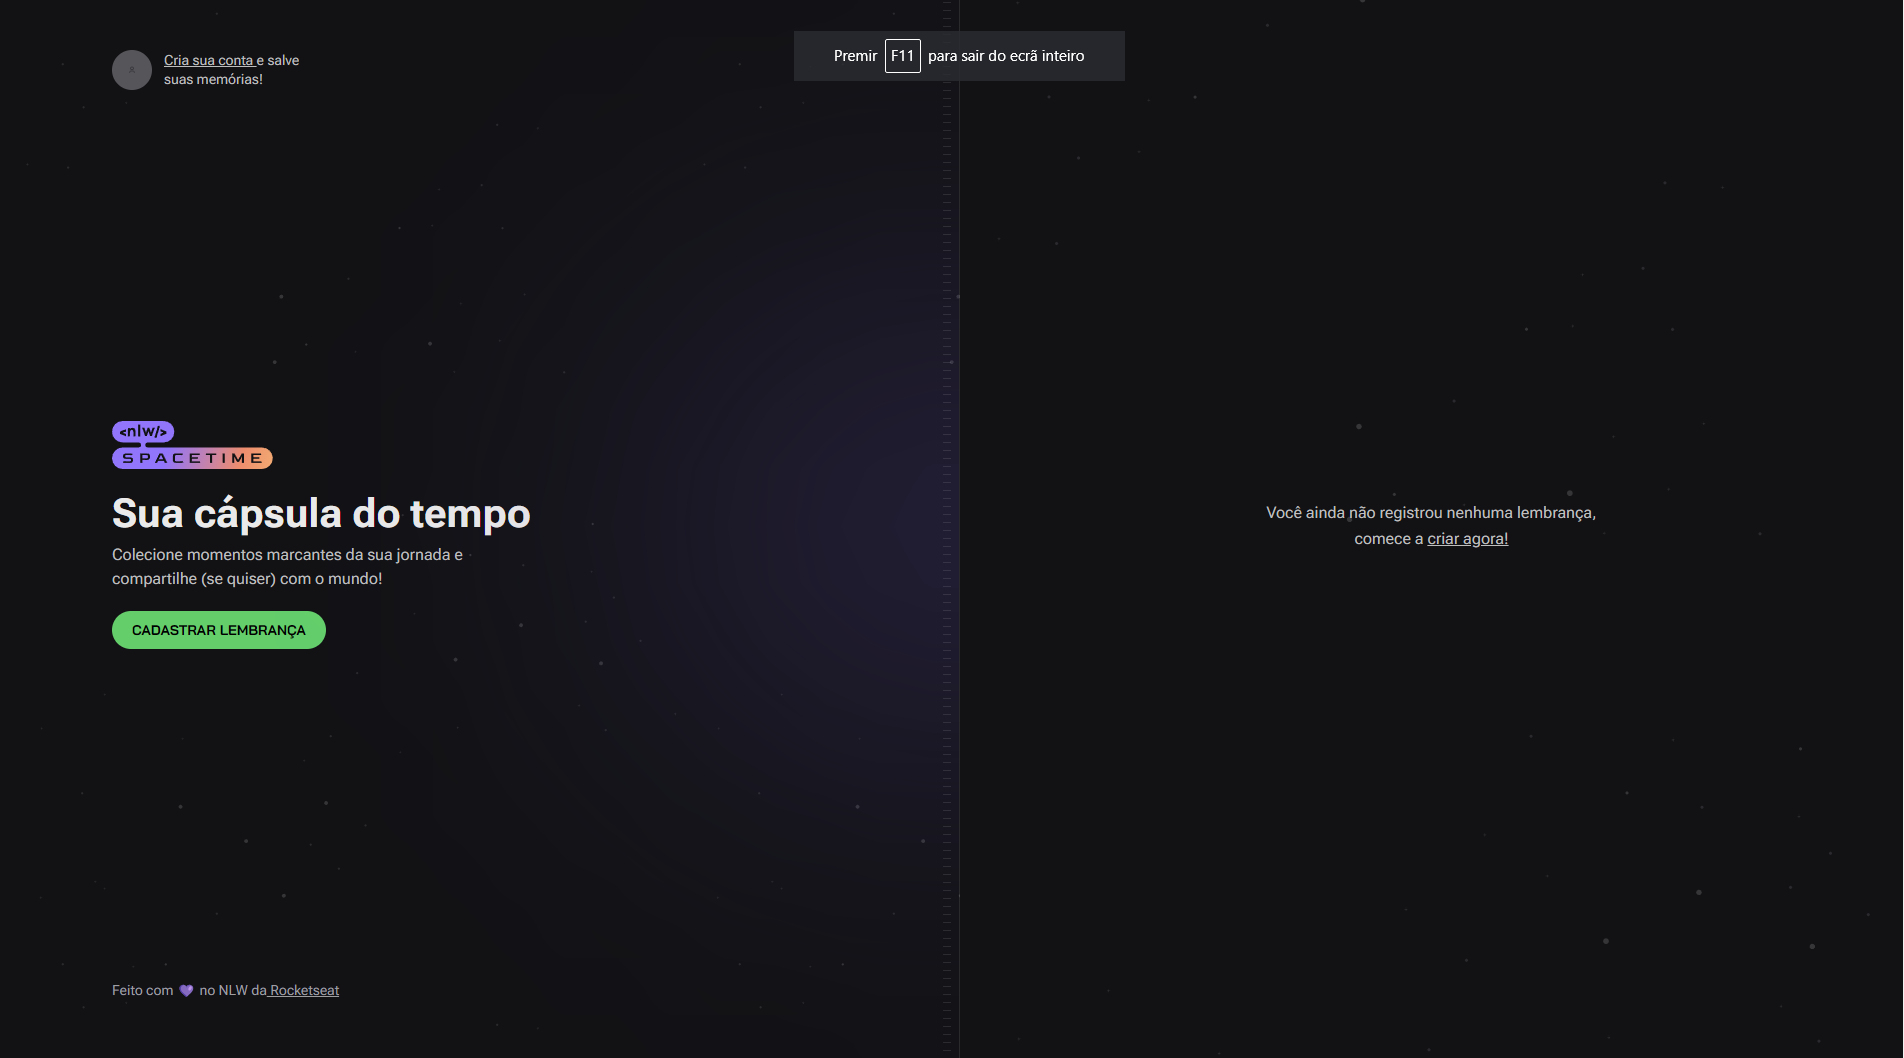 Premir F11 para sair do ecrã inteiro
Cria sua conta e salve
suas memórias!
<nlw/>
SPACETIME
Sua cápsula do tempo
Colecione momentos marcantes da sua jornada e
compartilhe (se quiser) com o mundo!
CADASTRAR LEMBRANÇA
Feito com 💜 no NLW da Rocketseat
Você ainda não registrou nenhuma lembrança,
comece a criar agora!